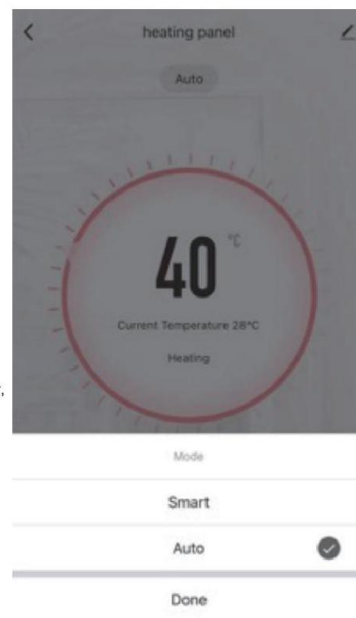 heating panel
Auto
40 °C
Current Temperature 28°C
Heating
Mode
Smart
Auto
Done